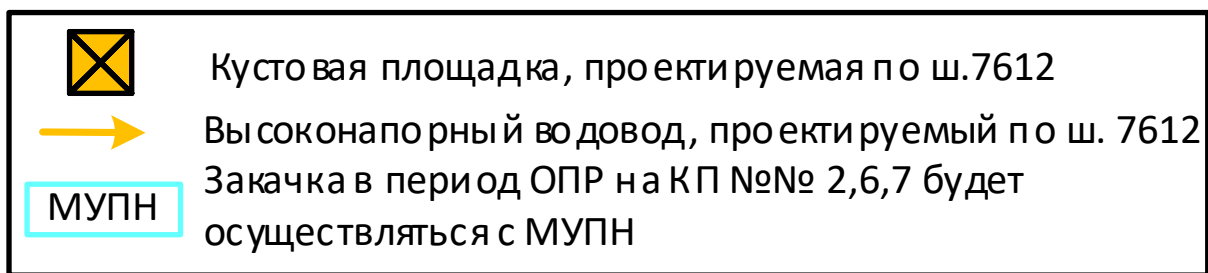 Кустовая площадка, проектируемая по ш.7612
Высоконапорный водовод, проектируемый по ш. 7612
МУПН
Закачка в период ОПР на КП №№ 2,6,7 будет
осуществляться с МУПН